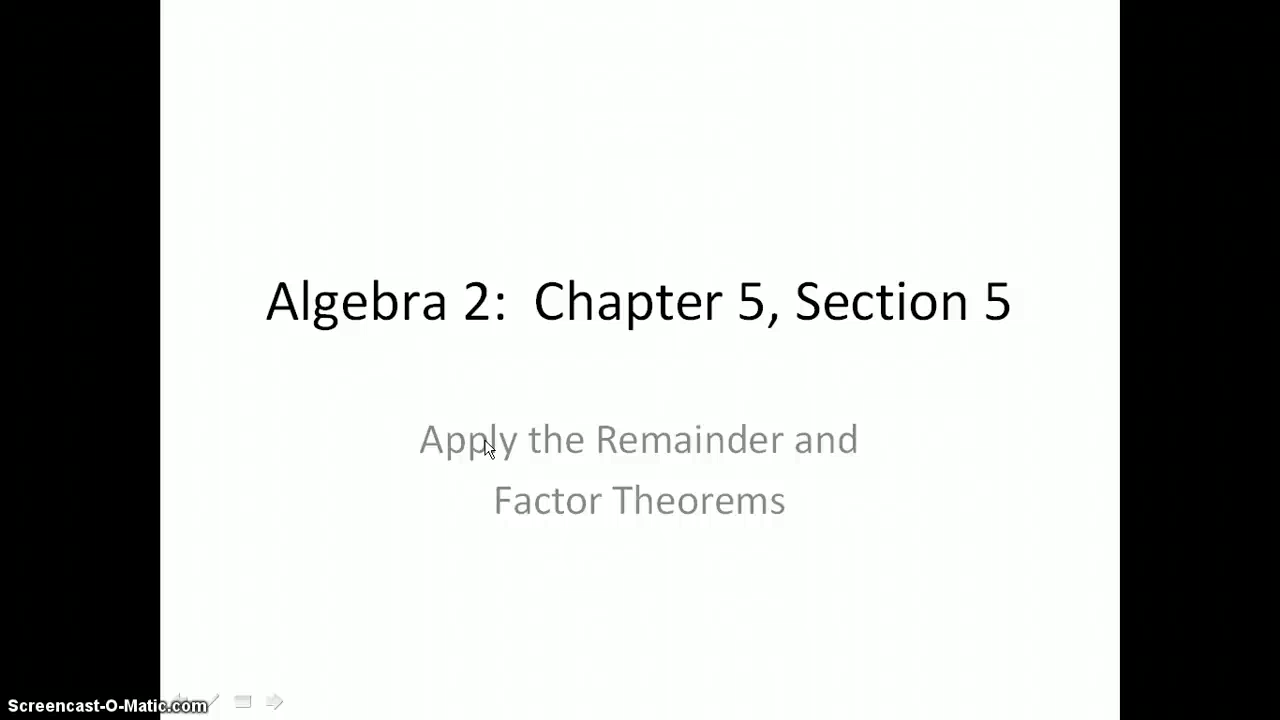 Algebra 2:  Chapter 5, Section 5
Apply the Remainder and
Factor Theorems
Screencast-O-Matic.com